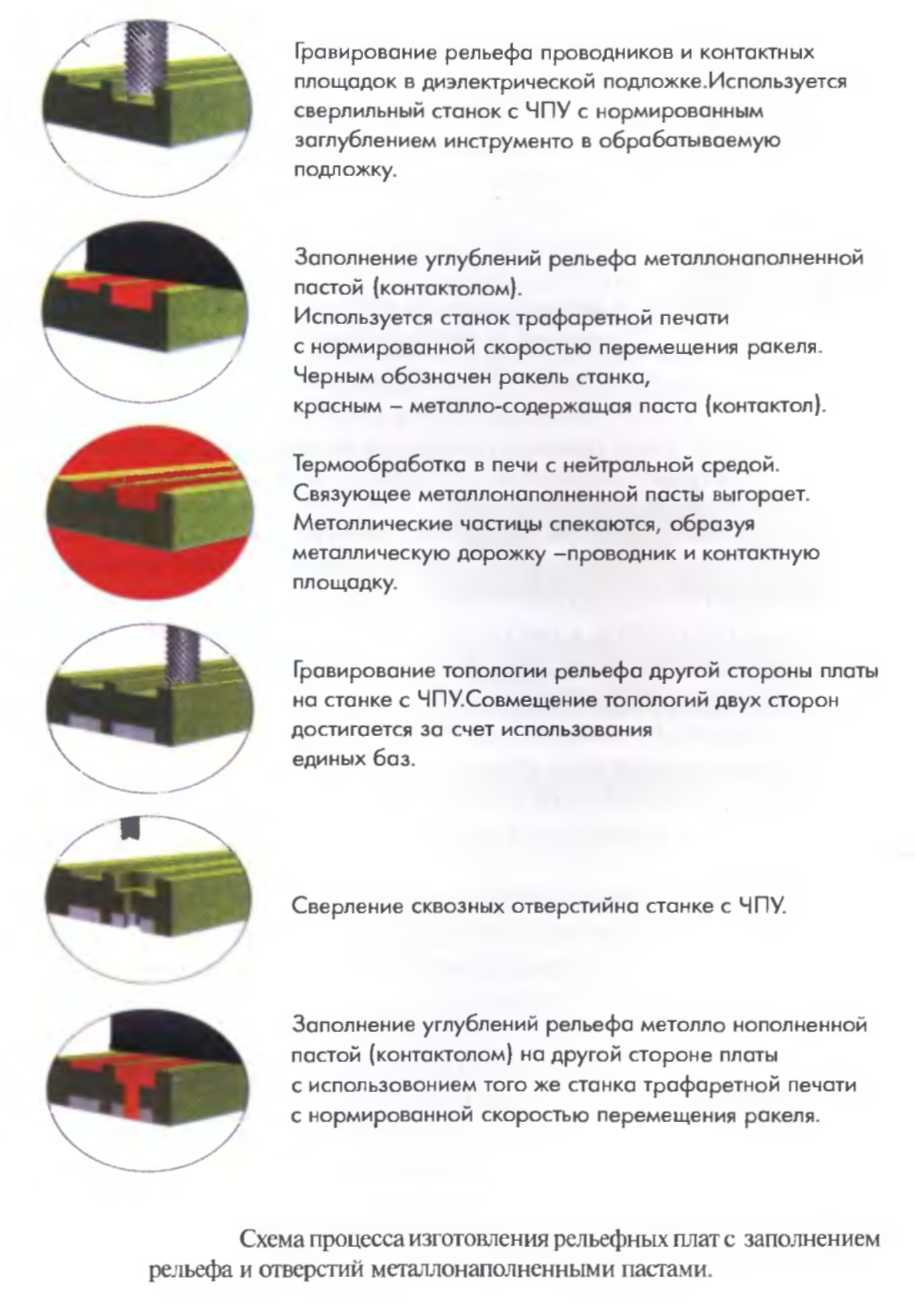 Гравирование рельефа проводников и контактных
площадок в диэлектрической подложке.Используется
сверлильный станок с ЧПУ с нормированным
заглублением инструменто в обрабатываемую
подложку.
Заполнение углублений рельефа металлонаполненной
пастой (контактолом).
Используется станок трафаретной печати
с нормированной скоростью перемещения ракеля.
Черным обозначен ракель станка,
красным – металло-содержащая паста (контактол).
Термообработка в печи с нейтральной средой.
Связующее металлонаполненной пасты выгорает.
Метоллические частицы спекаются, образуя
металлическую дорожку –проводник и контактную
площадку.
Гравирование топологии рельефа другой стороны платы
на станке с ЧПУ.Совмещение топологий двух сторон
достигается за счет использования
единых баз.
Сверление сквозных отверстийна станке с ЧПУ.
Заполнение углублений рельефа метолло нополненной
пастой (контактолом) на другой стороне платы
с использовонием того же станка трафаретной печати
с нормированной скоростью перемещения ракеля.
Схема процесса изготовления рельефных плат с заполнением
рельефа и отверстий металлонаполненными пастами.